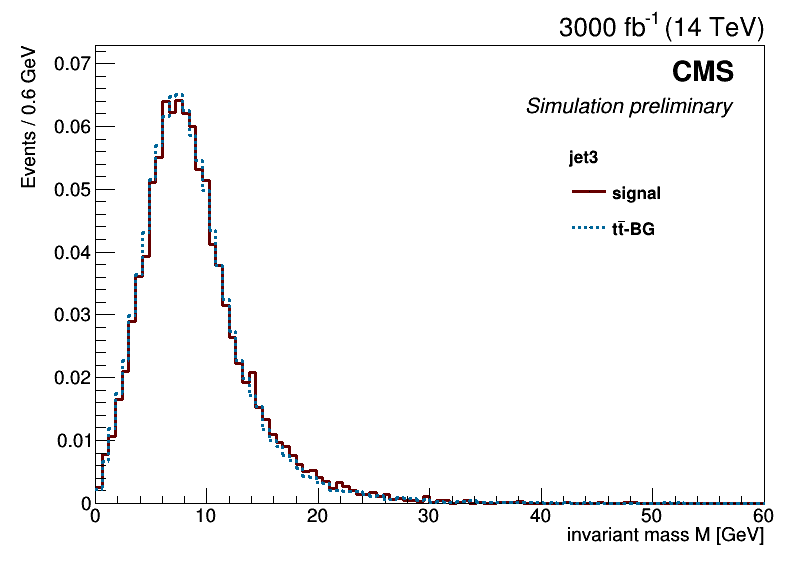 3000 fb⁻¹ (14 TeV)
Events / 0.6 GeV
CMS
Simulation preliminary
jet3
signal
tt̄-BG
0.07
0.06
0.05
0.04
0.03
0.02
0.01
0
0 10 20 30 40 50 60
invariant mass M [GeV]